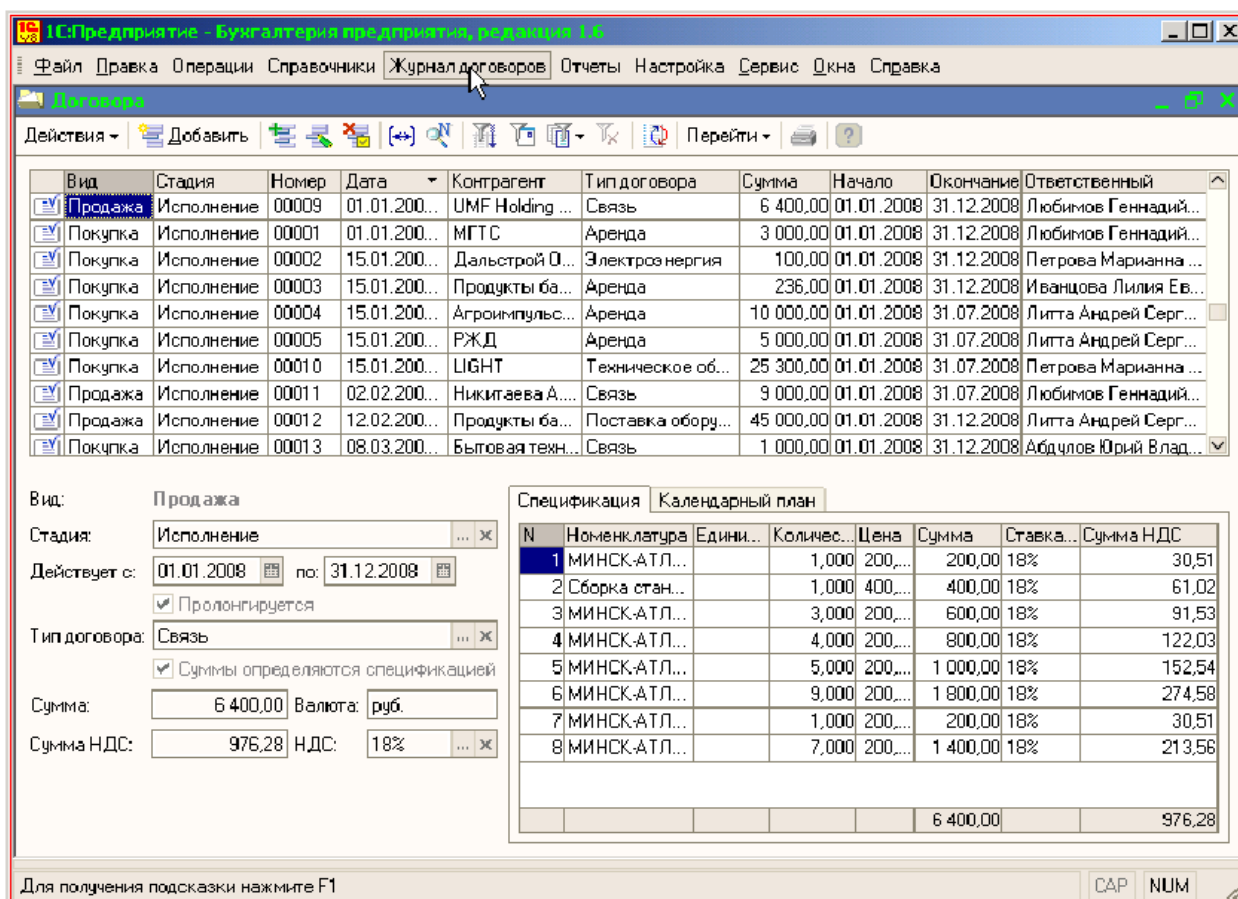 1С:Предприятие - Бухгалтерия предприятия, редакция 1.6
Файл Правка Операции Справочники Журнал договоров Отчеты Настройка Сервис Окна Справка
Договора
Действия Добавить Перейти
Вид Стадия Номер Дата Контрагент Тип договора Сумма Начало Окончание Ответственный
Продажа Исполнение 00009 01.01.200... UMF Holding ... Связь 6 400,00 01.01.2008 31.12.2008 Любимов Геннадий...
Покупка Исполнение 00001 01.01.200... МГТС Аренда 3 000,00 01.01.2008 31.12.2008 Любимов Геннадий...
Покупка Исполнение 00002 15.01.200... Дальстрой О... Электроэнергия 100,00 01.01.2008 31.12.2008 Петрова Марианна ...
Покупка Исполнение 00003 15.01.200... Продукты ба... Аренда 236,00 01.01.2008 31.12.2008 Иванцова Лилия Ев...
Покупка Исполнение 00004 15.01.200... Агроимпульс... Аренда 10 000,00 01.01.2008 31.12.2008 Литта Андрей Серг...
Покупка Исполнение 00005 15.01.200... РЖД Аренда 5 000,00 01.01.2008 31.07.2008 Литта Андрей Серг...
Покупка Исполнение 00010 15.01.200... LIGHT Техническое об... 25 300,00 01.01.2008 31.07.2008 Петрова Марианна ...
Продажа Исполнение 00011 02.02.200... Никитаева А.... Связь 9 000,00 01.01.2008 31.07.2008 Любимов Геннадий...
Продажа Исполнение 00012 12.02.200... Продукты ба... Поставка обору... 45 000,00 01.01.2008 31.12.2008 Литта Андрей Серг...
Покупка Исполнение 00013 08.03.200... Бытовая техн... Связь 1 000,00 01.01.2008 31.12.2008 Абдулов Юрий Влад...
Вид: Продажа
Стадия: Исполнение ...
Действует с: 01.01.2008 по: 31.12.2008
Пролонгируется
Тип договора: Связь ...
Суммы определяются спецификацией
Сумма: 6 400,00 Валюта: руб.
Сумма НДС: 976,28 НДС: 18% ...
Спецификация Календарный план
N Номенклатура Едини... Количес... Цена Сумма Ставка... Сумма НДС
1 МИНСК-АТЛ... 1,000 200,... 200,00 18% 30,51
2 Сборка стан... 1,000 400,... 400,00 18% 61,02
3 МИНСК-АТЛ... 3,000 200,... 600,00 18% 91,53
4 МИНСК-АТЛ... 4,000 200,... 800,00 18% 122,03
5 МИНСК-АТЛ... 5,000 200,... 1 000,00 18% 152,54
6 МИНСК-АТЛ... 9,000 200,... 1 800,00 18% 274,58
7 МИНСК-АТЛ... 1,000 200,... 200,00 18% 30,51
8 МИНСК-АТЛ... 7,000 200,... 1 400,00 18% 213,56
6 400,00 976,28
Для получения подсказки нажмите F1 CAP NUM